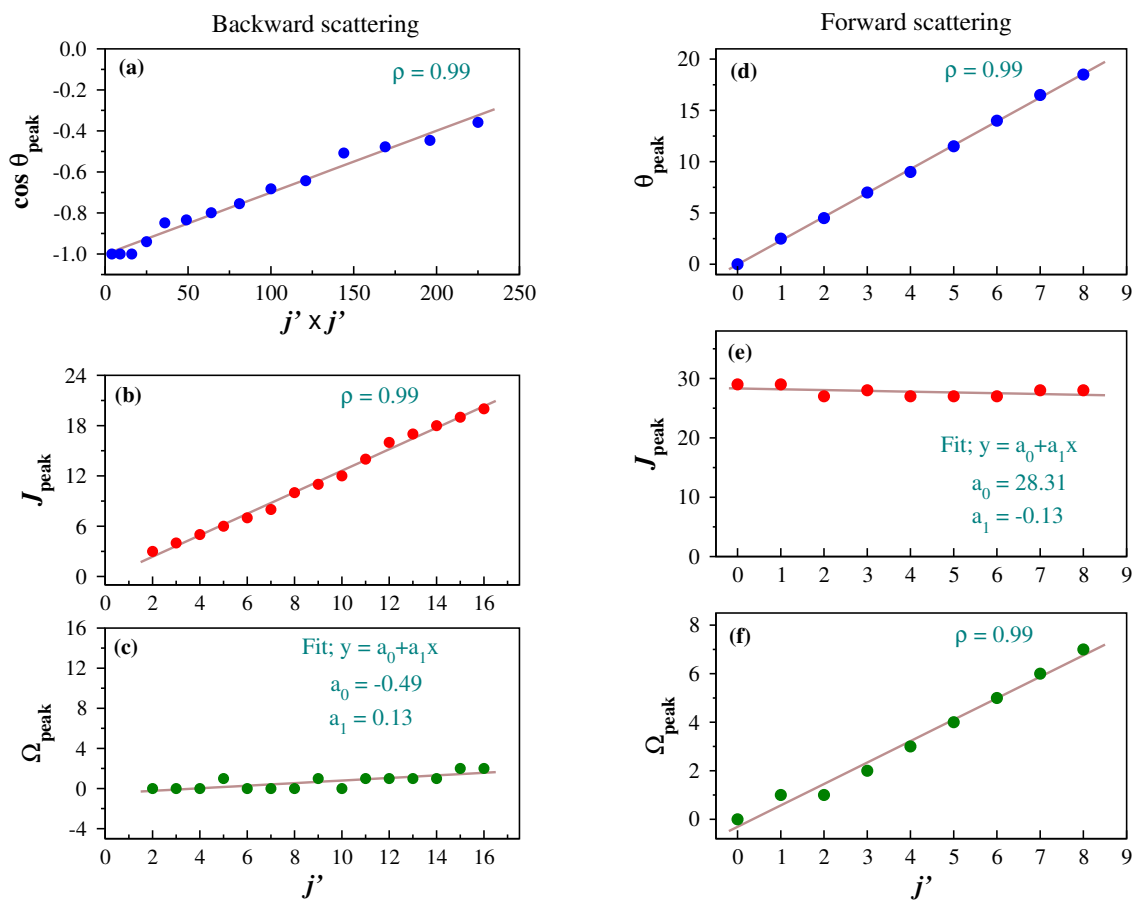 Backward scattering
(a)
ρ = 0.99
0.0
-0.2
-0.4
-0.6
-0.8
-1.0
cos θpeak
0 50 100 150 200 250
j’ x j’
(b)
ρ = 0.99
24
18
12
6
0
Jpeak
0 2 4 6 8 10 12 14 16
(c)
Fit; y = a0+a1x
a0 = -0.49
a1 = 0.13
16
12
8
4
0
-4
Ωpeak
0 2 4 6 8 10 12 14 16
j’
Forward scattering
(d)
ρ = 0.99
20
15
10
5
0
θpeak
0 1 2 3 4 5 6 7 8 9
(e)
Fit; y = a0+a1x
a0 = 28.31
a1 = -0.13
30
20
10
0
Jpeak
0 1 2 3 4 5 6 7 8 9
(f)
ρ = 0.99
8
6
4
2
0
Ωpeak
0 1 2 3 4 5 6 7 8 9
j’